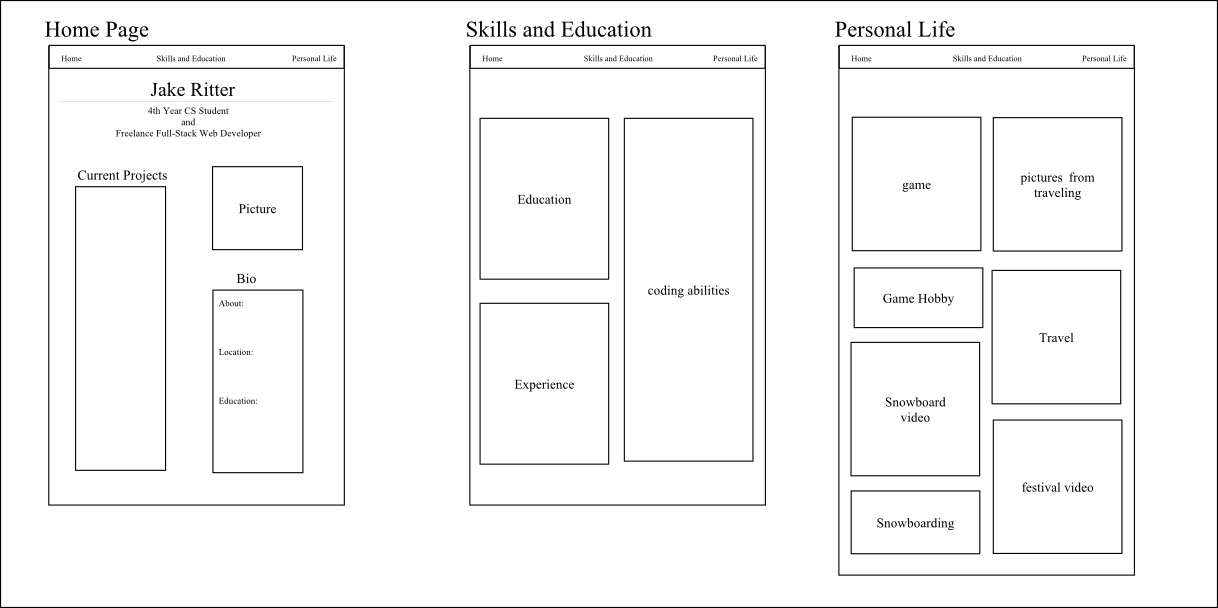 Home Page
Home Skills and Education Personal Life
Jake Ritter
4th Year CS Student
and
Freelance Full-Stack Web Developer
Current Projects
Picture
Bio
About:
Location:
Education:
Skills and Education
Home Skills and Education Personal Life
Education
Experience
coding abilities
Personal Life
Home Skills and Education Personal Life
game
pictures from
traveling
Game Hobby
Travel
Snowboard
video
festival video
Snowboarding